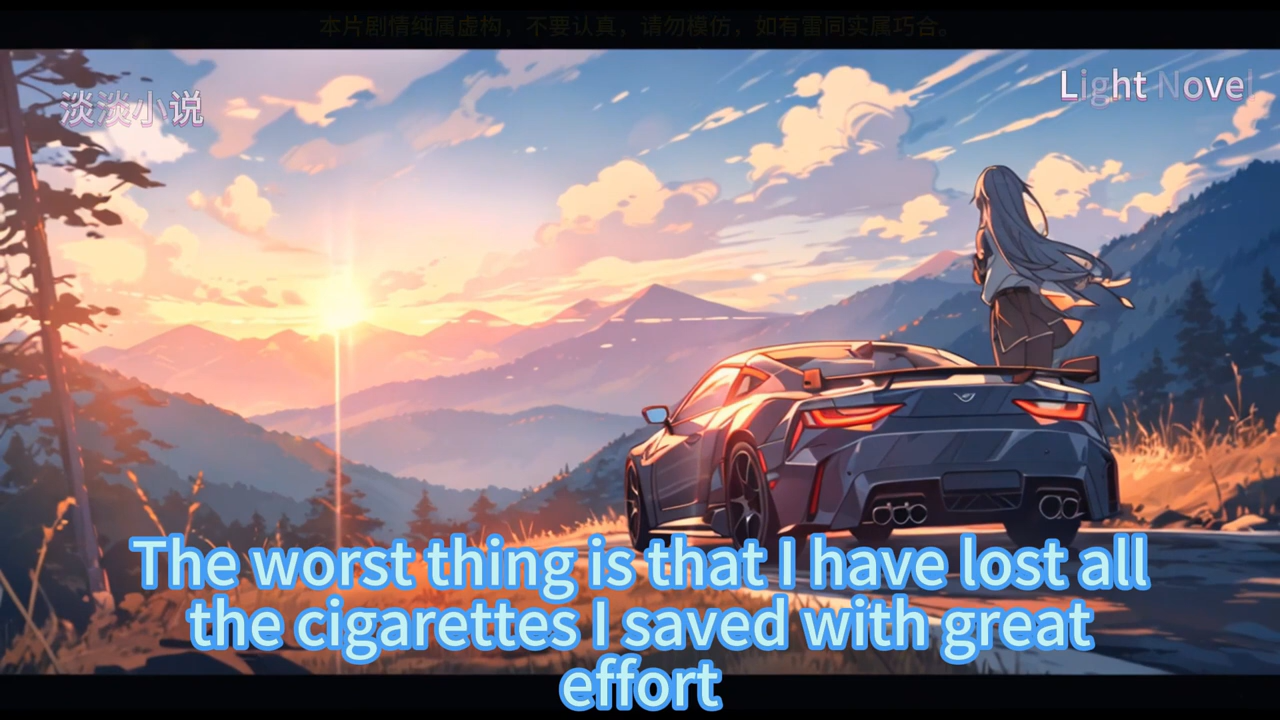 本片剧情纯属虚构，不要认真，请勿模仿，如有雷同实属巧合。
淡淡小说
Light Novel
The worst thing is that I have lost all
the cigarettes I saved with great
effort